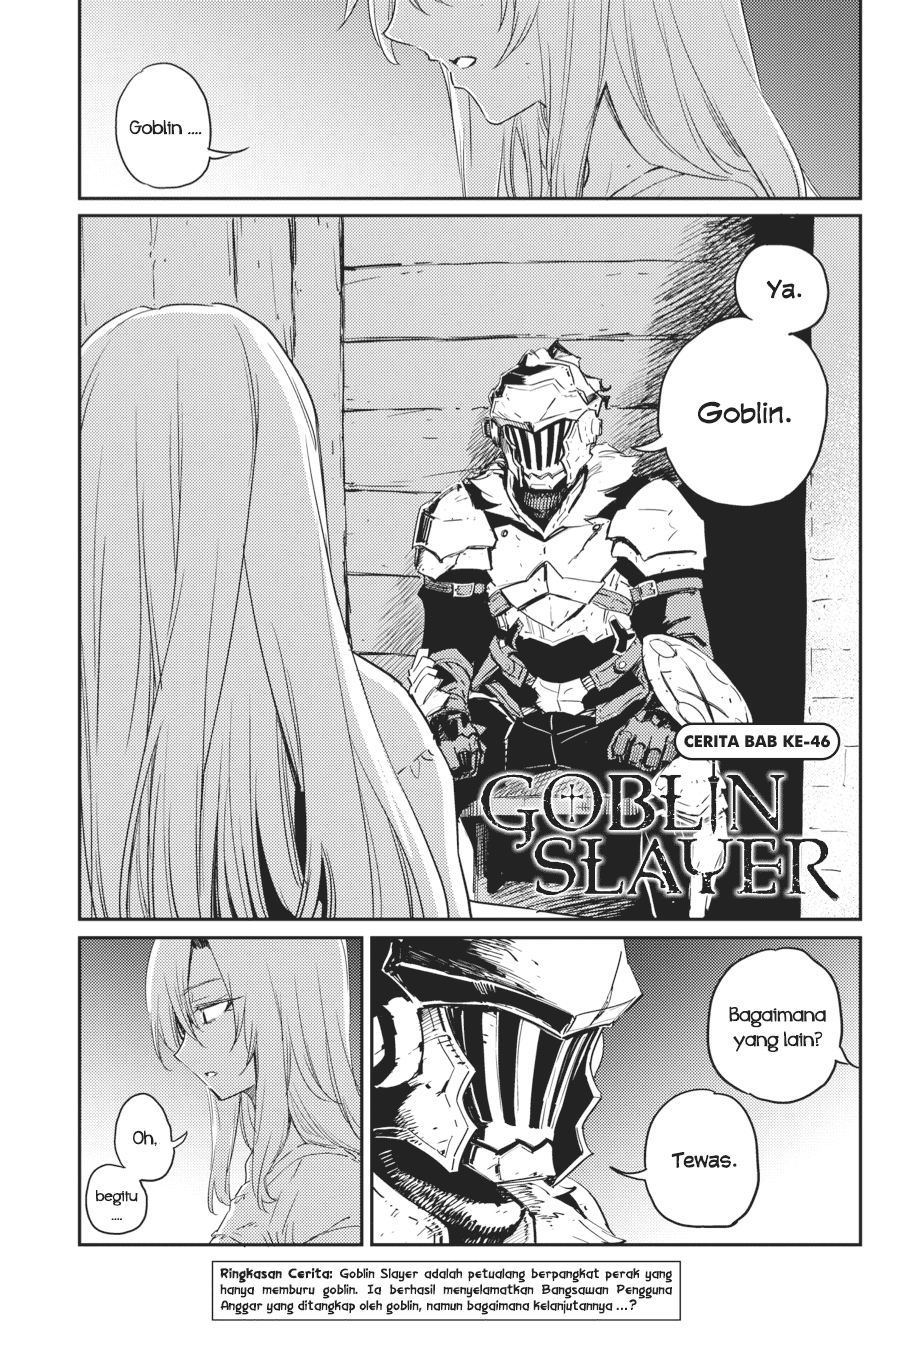 Goblin ....
Ya.
Goblin.
CERITA BAB KE-46
GOBLIN
SLAYER
Bagaimana
yang lain?
Tewas.
Oh,
begitu
....
Ringkasan Cerita: Goblin Slayer adalah petualang berpangkat perak yang
hanya memburu goblin. Ia berhasil menyelamatkan Bangsawan Pengguna
Anggar yang ditangkap oleh goblin, namun bagaimana kelanjutannya ...?